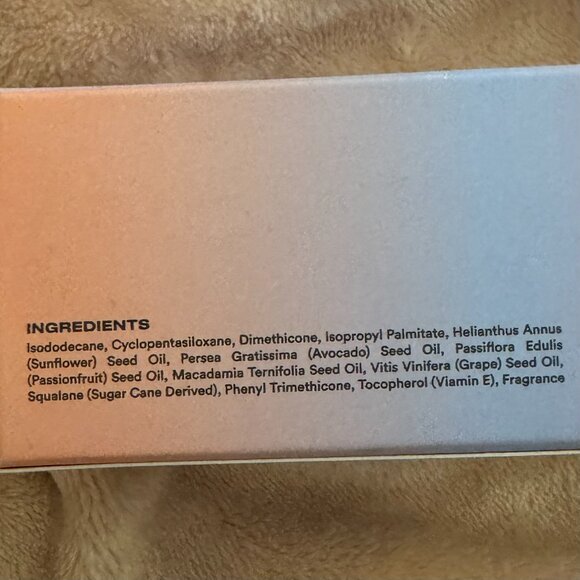 INGREDIENTS
Isododecane, Cyclopentasiloxane, Dimethicone, Isopropyl Palmitate, Helianthus Annus
(Sunflower) Seed Oil, Persea Gratissima (Avocado) Seed Oil, Passiflora Edulis
(Passionfruit) Seed Oil, Macadamia Ternifolia Seed Oil, Vitis Vinifera (Grape) Seed Oil,
Squalane (Sugar Cane Derived), Phenyl Trimethicone, Tocopherol (Viamin E), Fragrance